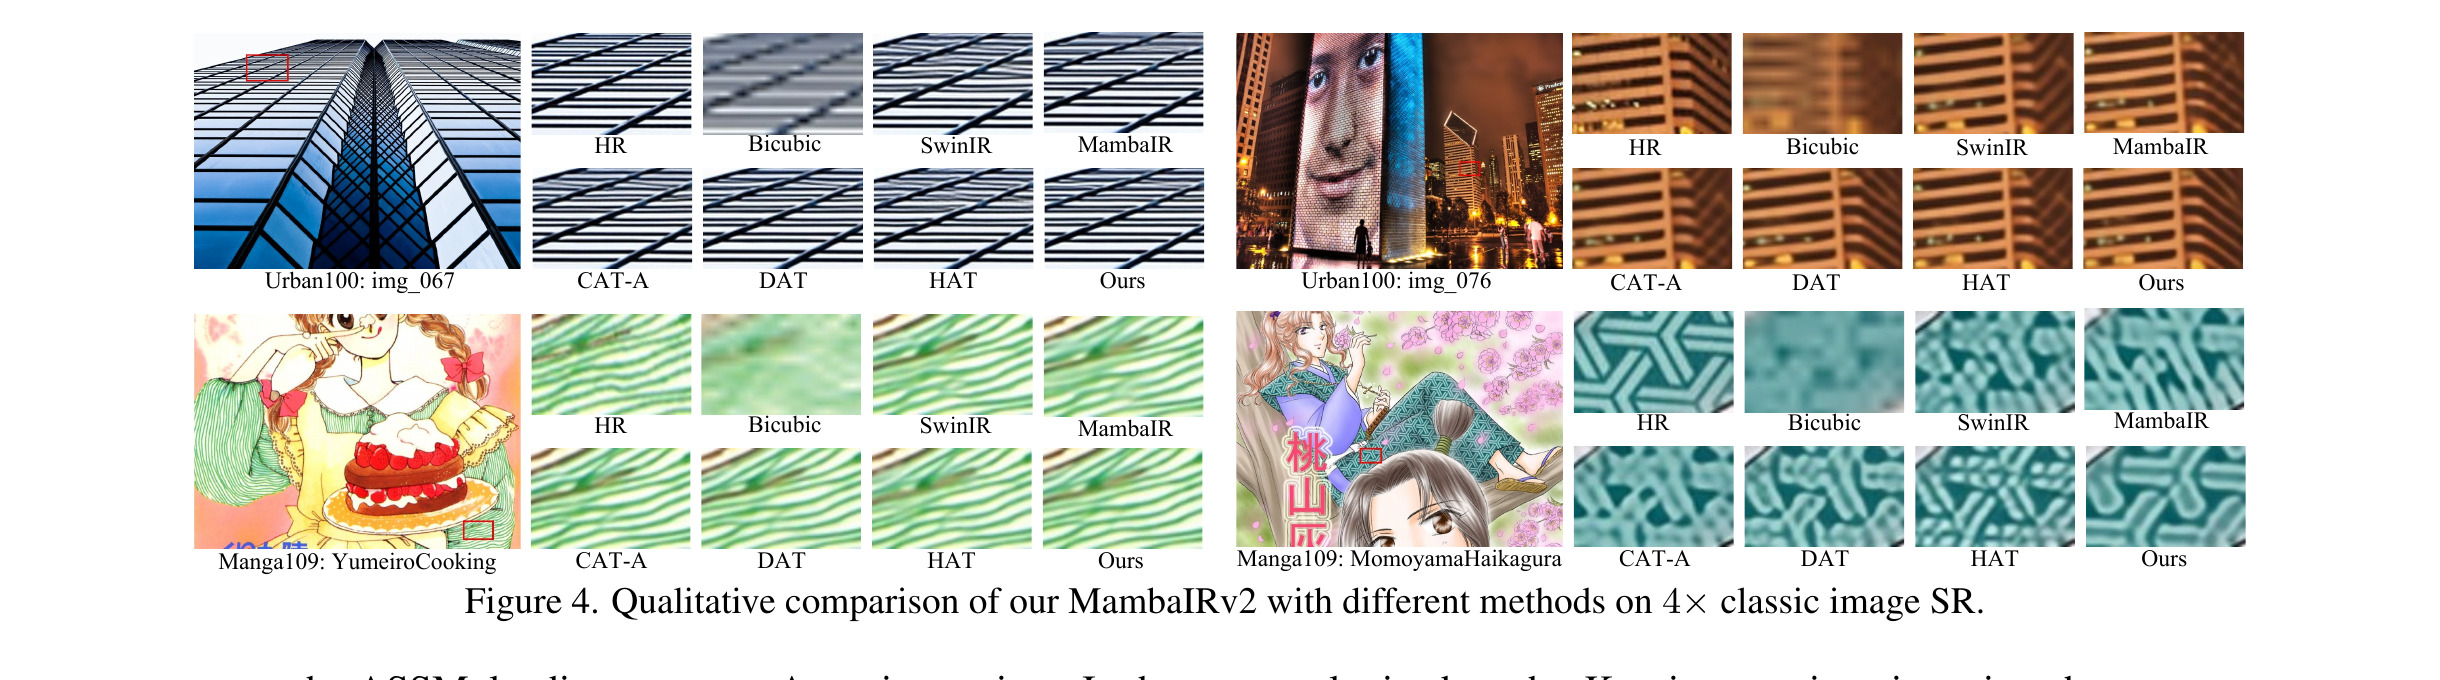 HR Bicubic SwinIR MambaIR
CAT-A DAT HAT Ours
Urban100: img_067
HR Bicubic SwinIR MambaIR
CAT-A DAT HAT Ours
Urban100: img_076
HR Bicubic SwinIR MambaIR
CAT-A DAT HAT Ours
Manga109: YumeiroCooking
桃
山
HR Bicubic SwinIR MambaIR
CAT-A DAT HAT Ours
Manga109: MomoyamaHaikagura
Figure 4. Qualitative comparison of our MambaIRv2 with different methods on 4× classic image SR.